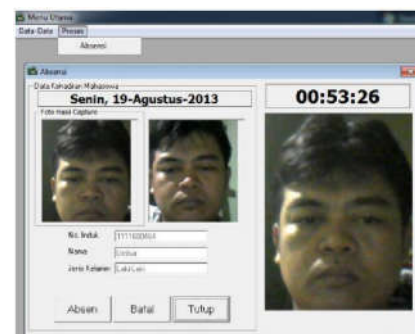 Menu Utama
Data-Data Proses
Absensi
Absensi
Data Kehadiran Mahasiswa
Senin, 19-Agustus-2013
00:53:26
Foto Hasil Capture
No. Induk
Nama
Jenis Kelamin Laki-Laki
Absen Batal Tutup